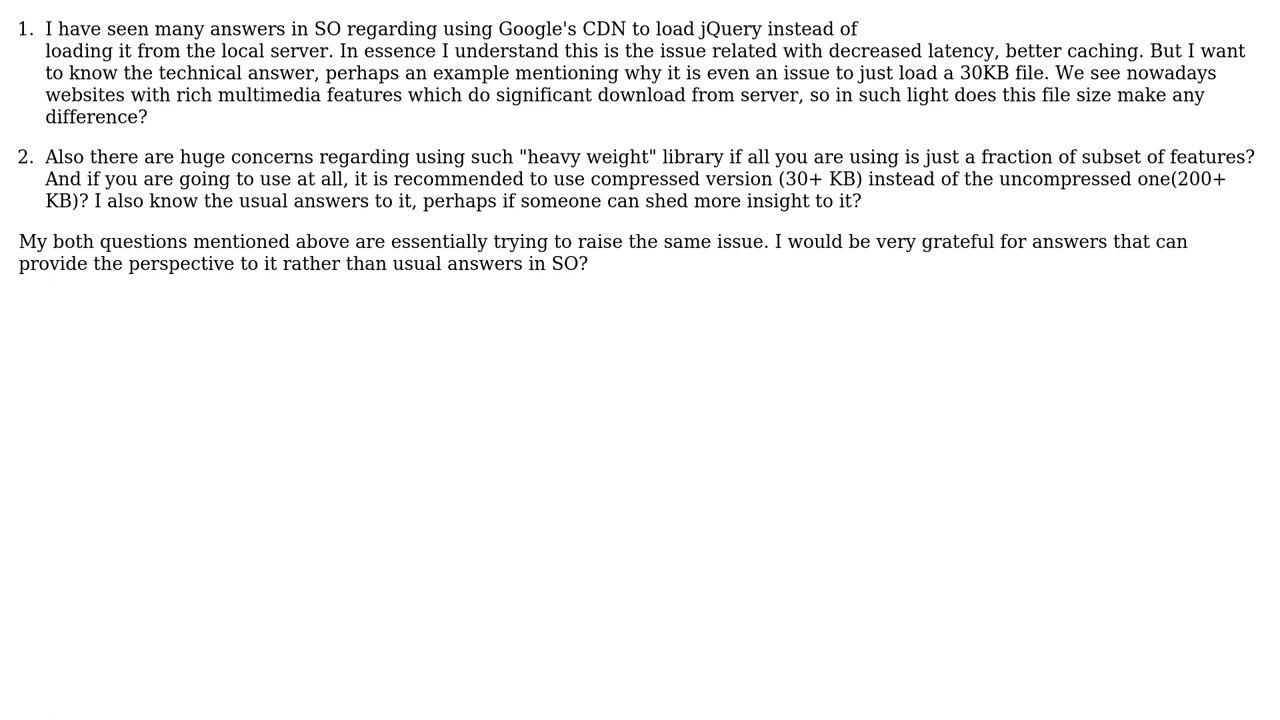 1. I have seen many answers in SO regarding using Google's CDN to load jQuery instead of
loading it from the local server. In essence I understand this is the issue related with decreased latency, better caching. But I want
to know the technical answer, perhaps an example mentioning why it is even an issue to just load a 30KB file. We see nowadays
websites with rich multimedia features which do significant download from server, so in such light does this file size make any
difference?
2. Also there are huge concerns regarding using such "heavy weight" library if all you are using is just a fraction of subset of features?
And if you are going to use at all, it is recommended to use compressed version (30+ KB) instead of the uncompressed one(200+
KB)? I also know the usual answers to it, perhaps if someone can shed more insight to it?
My both questions mentioned above are essentially trying to raise the same issue. I would be very grateful for answers that can
provide the perspective to it rather than usual answers in SO?